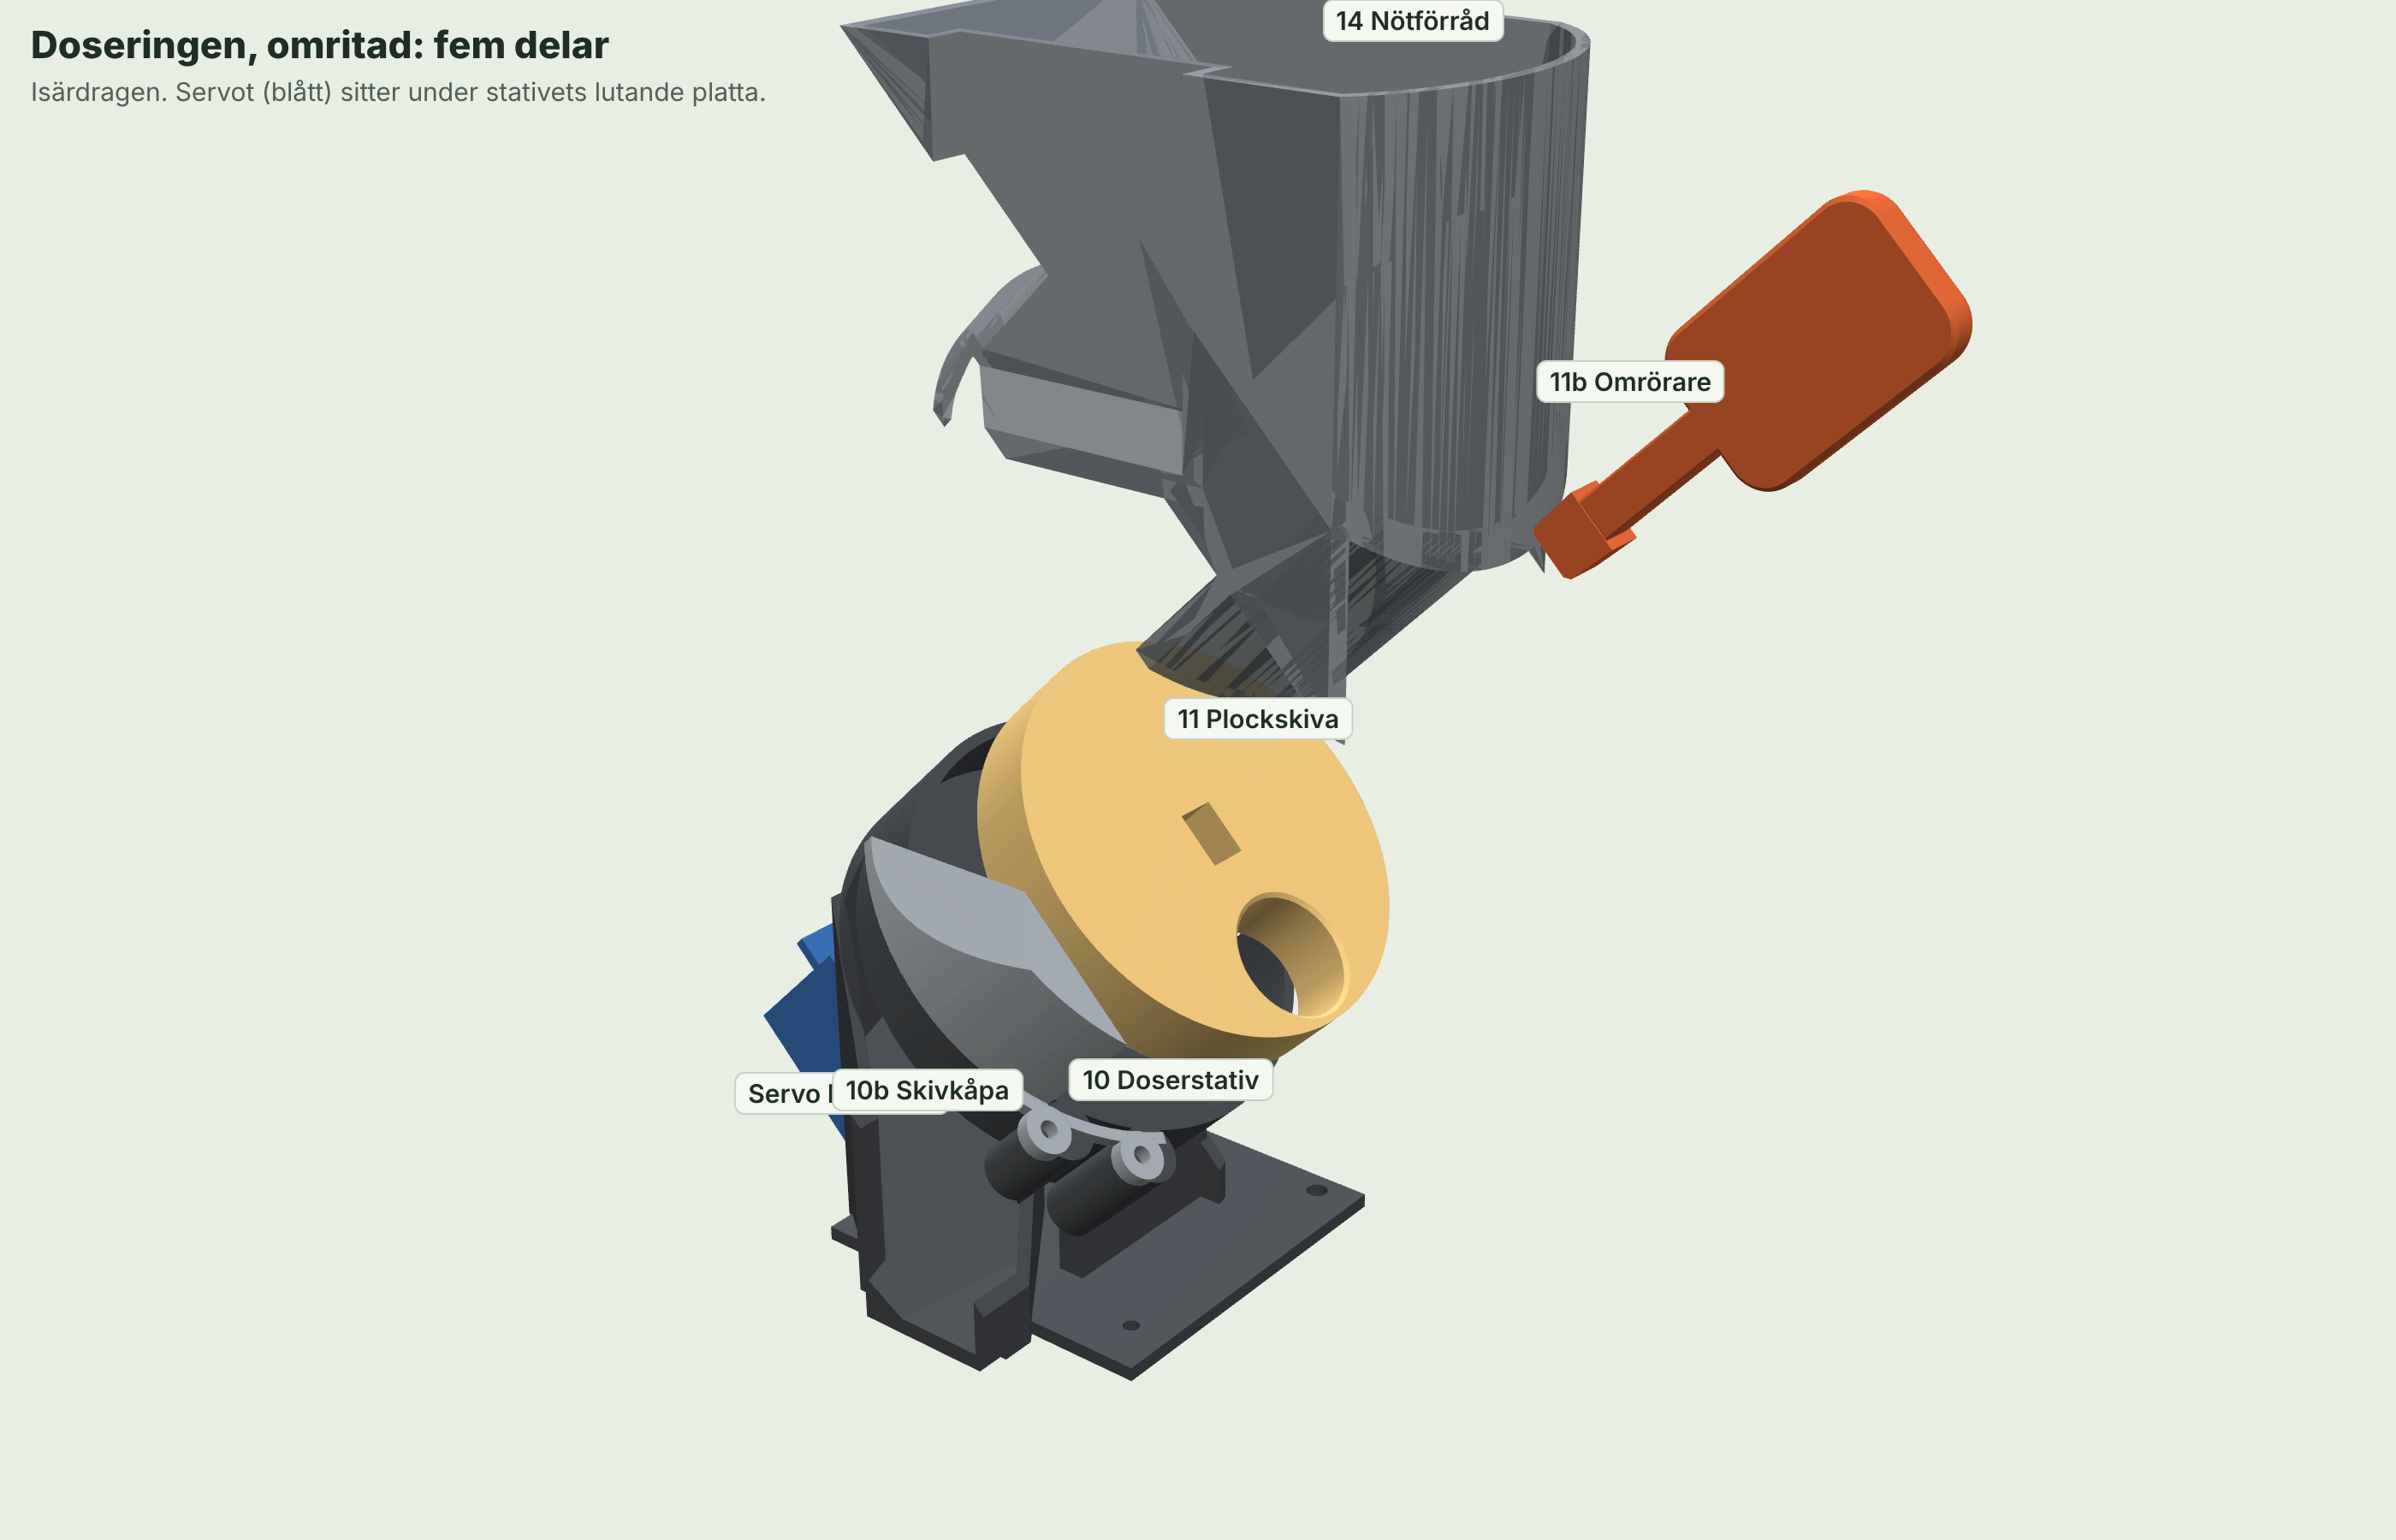 Doseringen, omritad: fem delar
Isärdragen. Servot (blått) sitter under stativets lutande platta.
14 Nötförråd
11b Omrörare
11 Plockskiva
10 Doserstativ
Servo
10b Skivkåpa